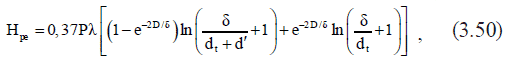 H_pe = 0,37Pλ[(1−e^(−2D/δ))ln(δ/(d_t+d′)+1)+e^(−2D/δ) ln(δ/d_t+1)] , (3.50)